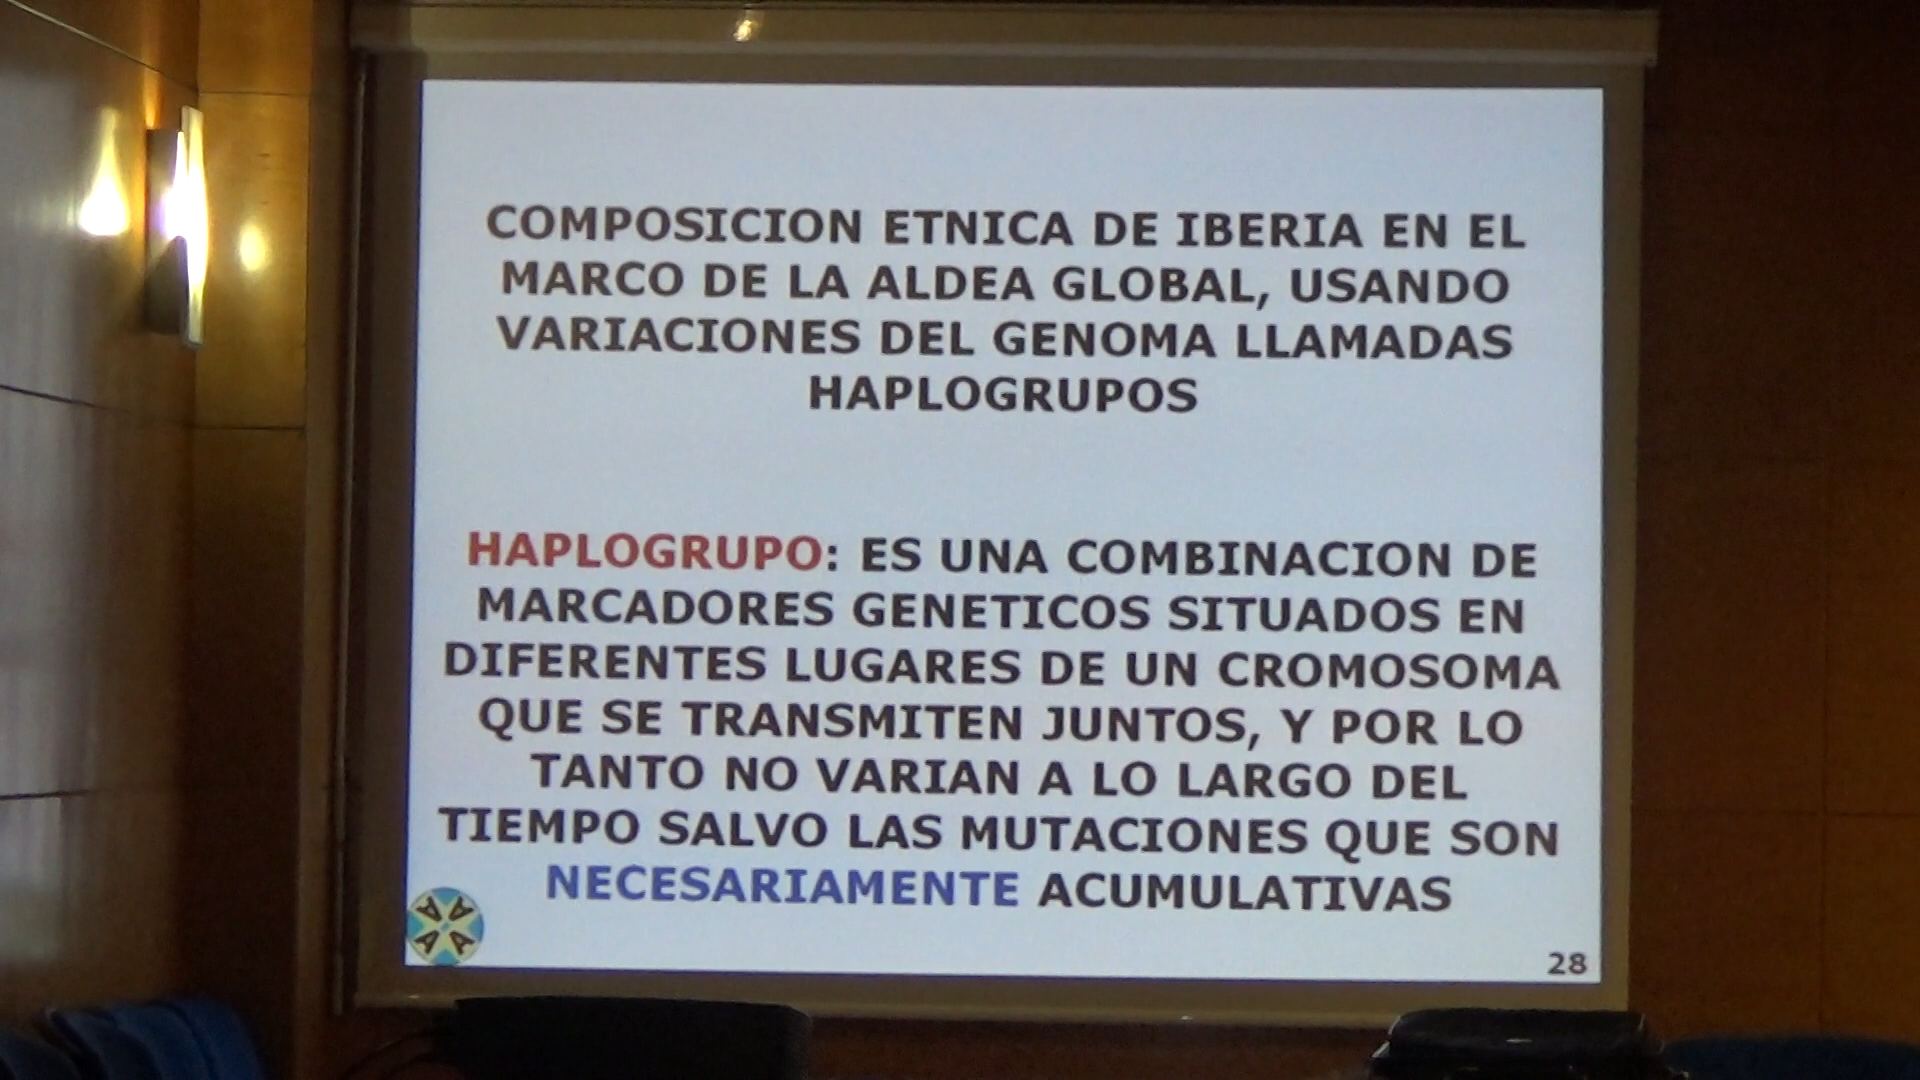 COMPOSICION ETNICA DE IBERIA EN EL
MARCO DE LA ALDEA GLOBAL, USANDO
VARIACIONES DEL GENOMA LLAMADAS
HAPLOGRUPOS
HAPLOGRUPO: ES UNA COMBINACION DE
MARCADORES GENETICOS SITUADOS EN
DIFERENTES LUGARES DE UN CROMOSOMA
QUE SE TRANSMITEN JUNTOS, Y POR LO
TANTO NO VARIAN A LO LARGO DEL
TIEMPO SALVO LAS MUTACIONES QUE SON
NECESARIAMENTE ACUMULATIVAS
A A
A A
28